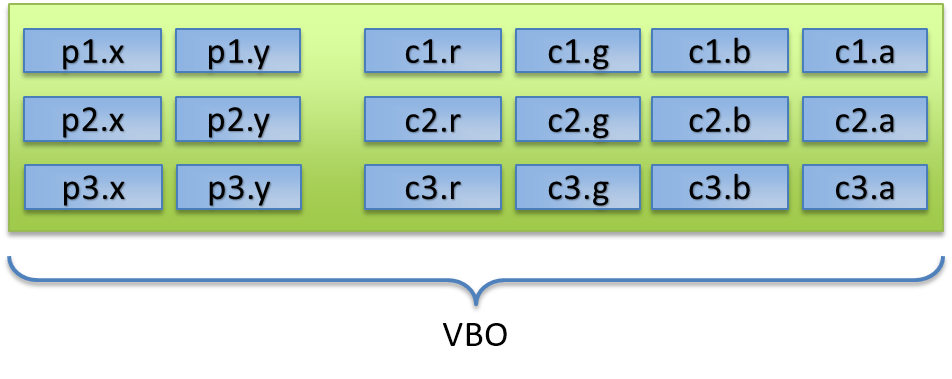 p1.x p1.y c1.r c1.g c1.b c1.a
p2.x p2.y c2.r c2.g c2.b c2.a
p3.x p3.y c3.r c3.g c3.b c3.a
VBO